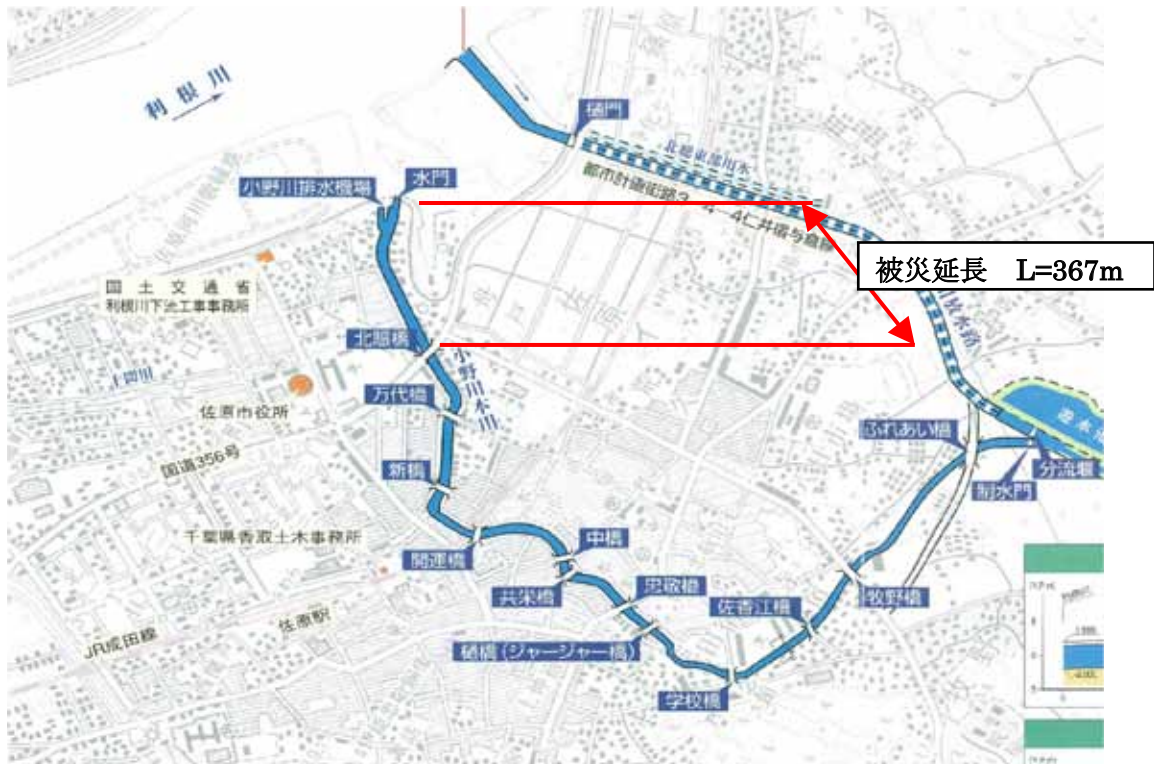 利根川
樋門
北総東部用水
都市計画街路3・4-4仁井宿与倉線
小野川排水機場
水門
被災延長 L=367m
国土交通省
利根川下流工事事務所
放水路
北賑橋
小野川本川
万代橋
佐原市役所
ふれあい橋
国道356号
新橋
分流堰
制水門
千葉県香取土木事務所
開運橋
中橋
共栄橋
忠敬橋
佐香江橋
牧野橋
佐原駅
JR成田線
樋橋(ジャージャー橋)
学校橋